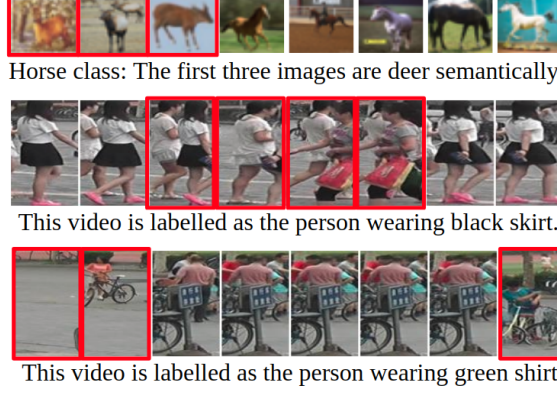 Horse class: The first three images are deer semantically
This video is labelled as the person wearing black skirt.
This video is labelled as the person wearing green shirt